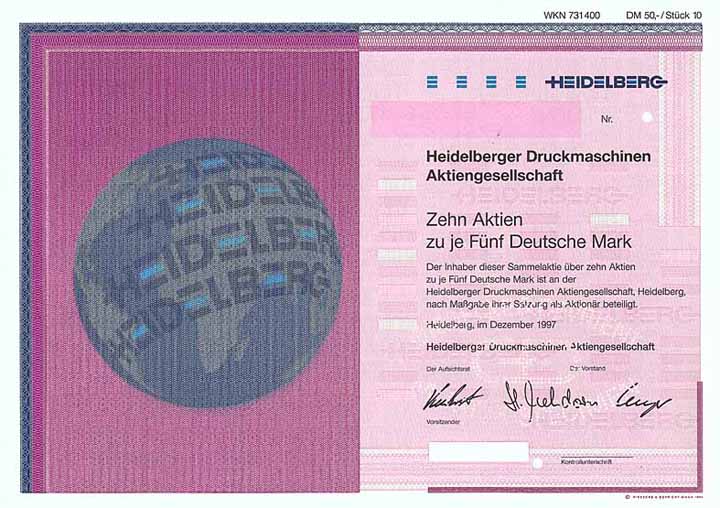 WKN 731400 DM 50,-/Stück 10
HEIDELBERG
Nr.
Heidelberger Druckmaschinen
Aktiengesellschaft
Zehn Aktien
zu je Fünf Deutsche Mark
Der Inhaber dieser Sammelaktie über zehn Aktien
zu je Fünf Deutsche Mark ist an der
Heidelberger Druckmaschinen Aktiengesellschaft, Heidelberg,
nach Maßgabe ihrer Satzung als Aktionär beteiligt.
Heidelberg, im Dezember 1997
Heidelberger Druckmaschinen Aktiengesellschaft
Der Aufsichtsrat Der Vorstand
Vorsitzender
Kontrollunterschrift
HEIDELBERG
HEIDELBERG
HEIDELBER
HEIDELBERG
HEIDELBERG